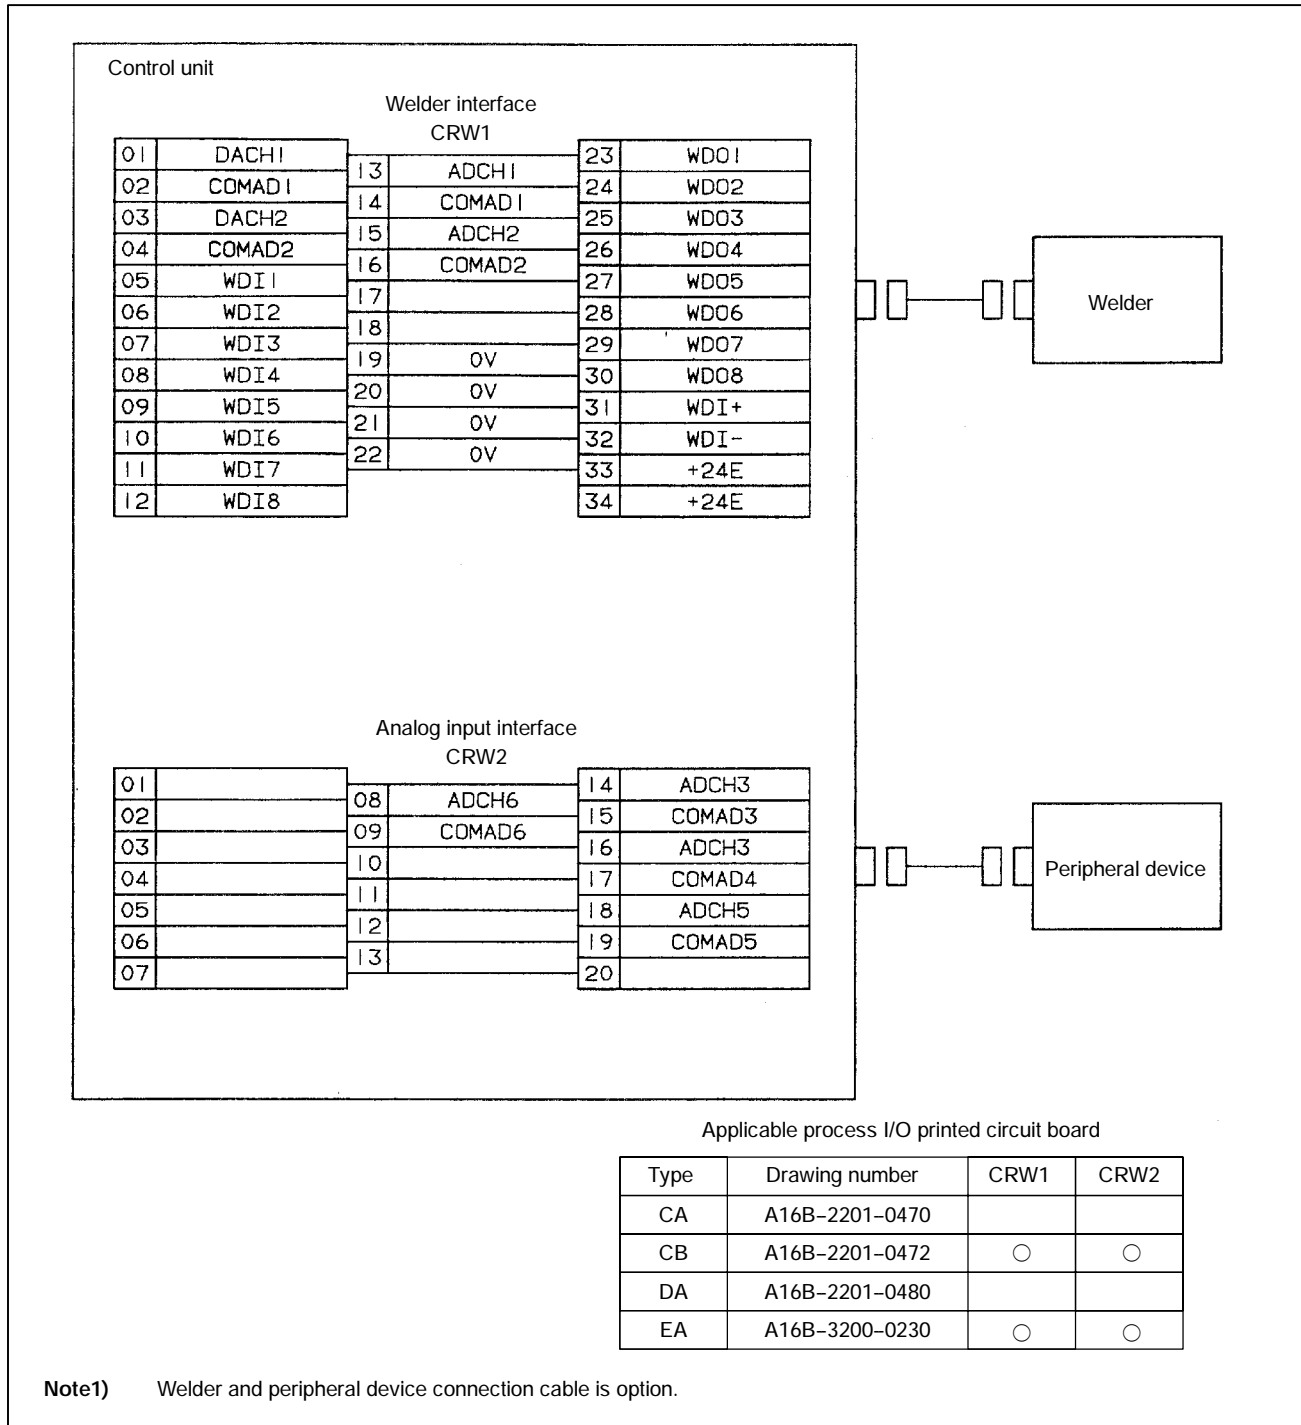 Control unit
Welder interface
CRW1
01 DACH1
02 COMAD1
03 DACH2
04 COMAD2
05 WDI1
06 WDI2
07 WDI3
08 WDI4
09 WDI5
10 WDI6
11 WDI7
12 WDI8
13 ADCH1
14 COMAD1
15 ADCH2
16 COMAD2
17
18
19 0V
20 0V
21 0V
22 0V
23 WDO1
24 WDO2
25 WDO3
26 WDO4
27 WDO5
28 WDO6
29 WDO7
30 WDO8
31 WDI+
32 WDI-
33 +24E
34 +24E
Welder
Analog input interface
CRW2
01
02
03
04
05
06
07
08 ADCH6
09 COMAD6
10
11
12
13
14 ADCH3
15 COMAD3
16 ADCH3
17 COMAD4
18 ADCH5
19 COMAD5
20
Peripheral device
Applicable process I/O printed circuit board
Type Drawing number CRW1 CRW2
CA A16B–2201–0470
CB A16B–2201–0472 ○ ○
DA A16B–2201–0480
EA A16B–3200–0230 ○ ○
Note1) Welder and peripheral device connection cable is option.